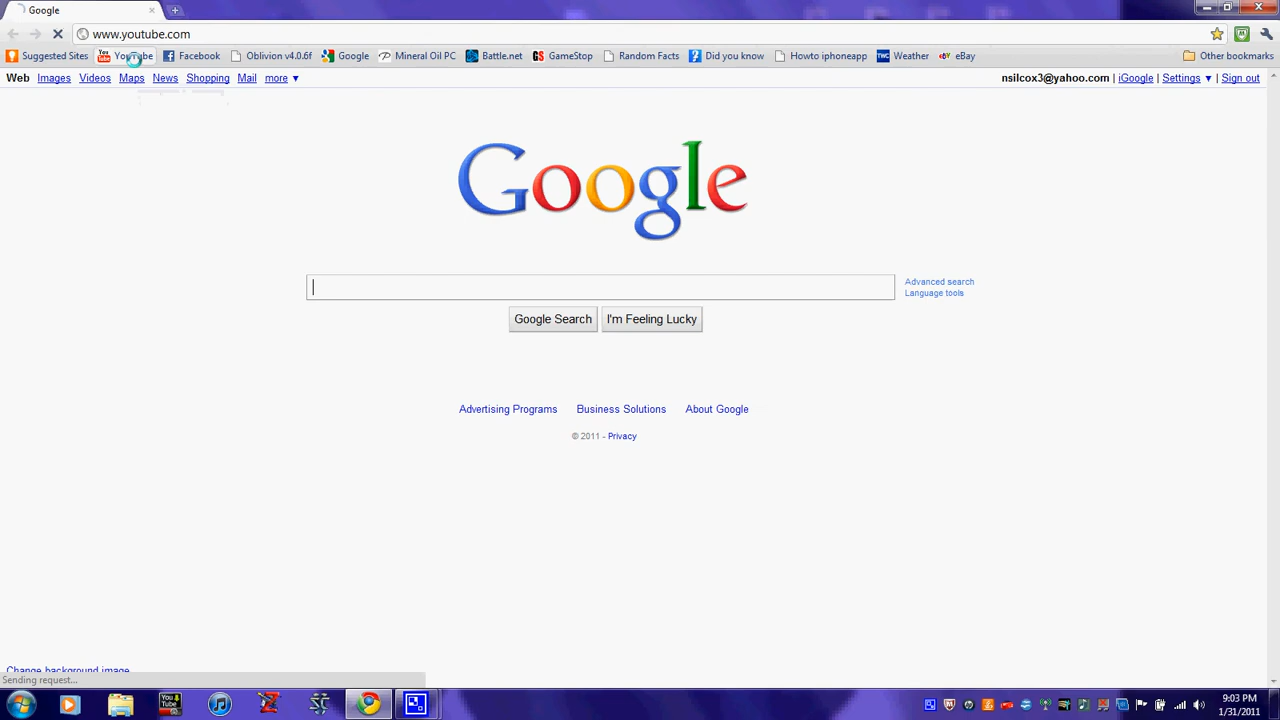 Google
www.youtube.com
Suggested Sites YouTube Facebook Oblivion v4.0.6f Google Mineral Oil PC Battle.net GameStop Random Facts Did you know Howto iphoneapp Weather eBay Other bookmarks
Web Images Videos Maps News Shopping Mail more ▼ nsilcox3@yahoo.com | iGoogle | Settings ▼ | Sign out
Google
Advanced search
Language tools
Google Search I'm Feeling Lucky
Advertising Programs Business Solutions About Google
© 2011 - Privacy
Change background image
Sending request...
9:03 PM
1/31/2011